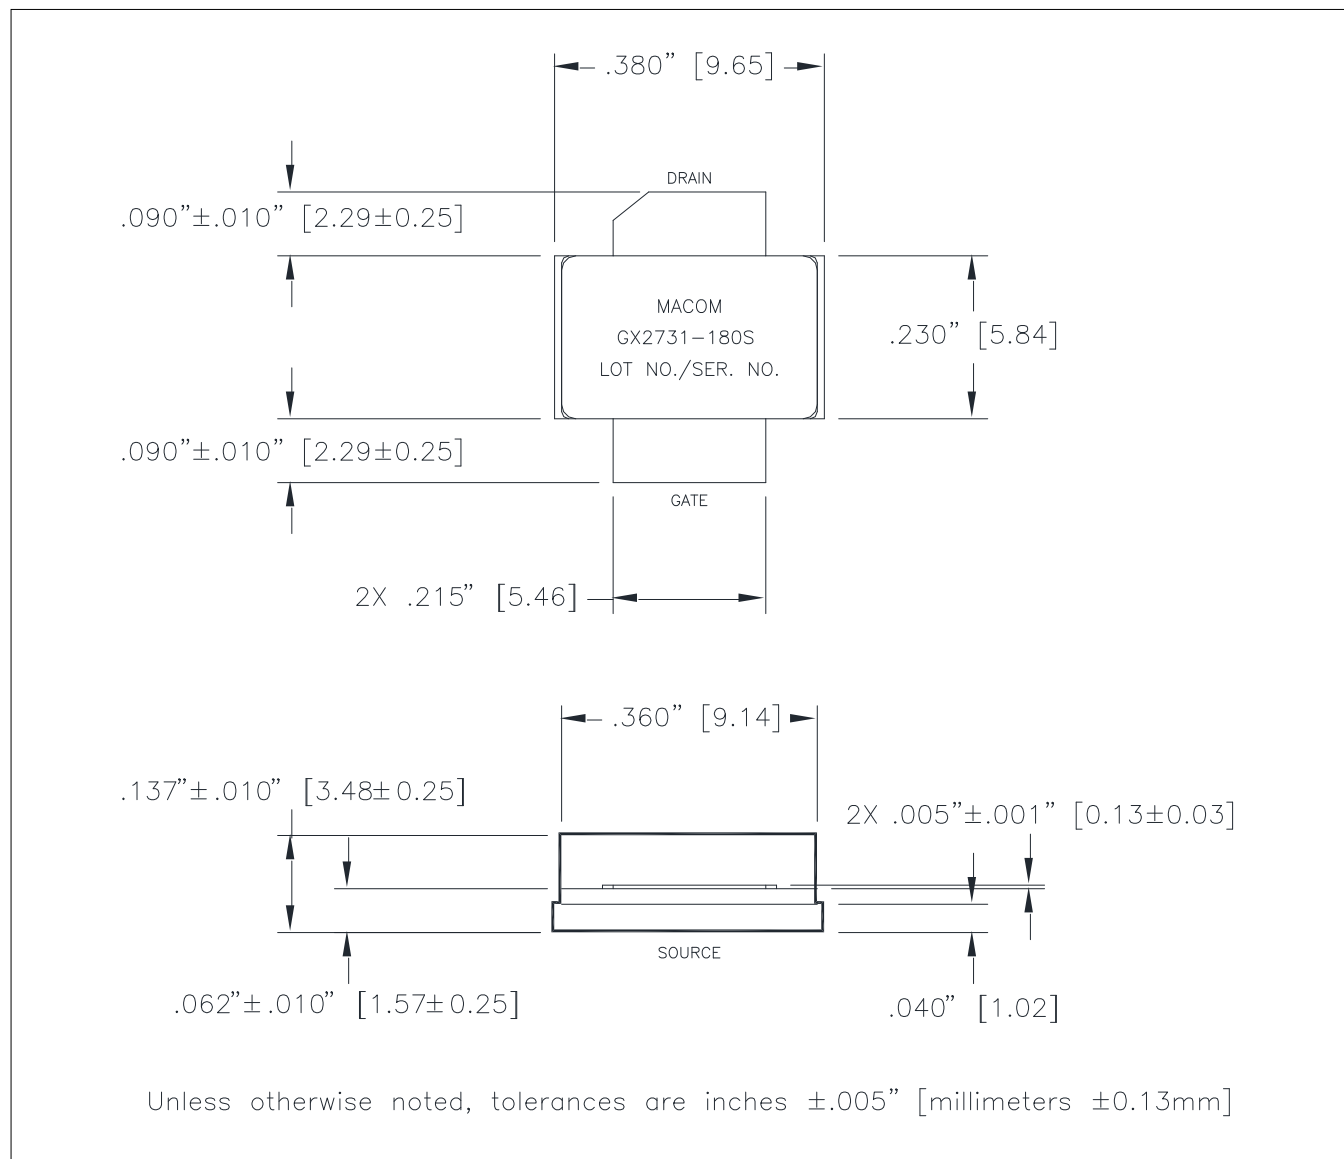 .380” [9.65]
DRAIN
.090”±.010” [2.29±0.25]
MACOM
GX2731-180S
LOT NO./SER. NO.
.230” [5.84]
.090”±.010” [2.29±0.25]
GATE
2X .215” [5.46]
.360” [9.14]
.137”±.010” [3.48±0.25]
2X .005”±.001” [0.13±0.03]
SOURCE
.062”±.010” [1.57±0.25]
.040” [1.02]
Unless otherwise noted, tolerances are inches ±.005” [millimeters ±0.13mm]